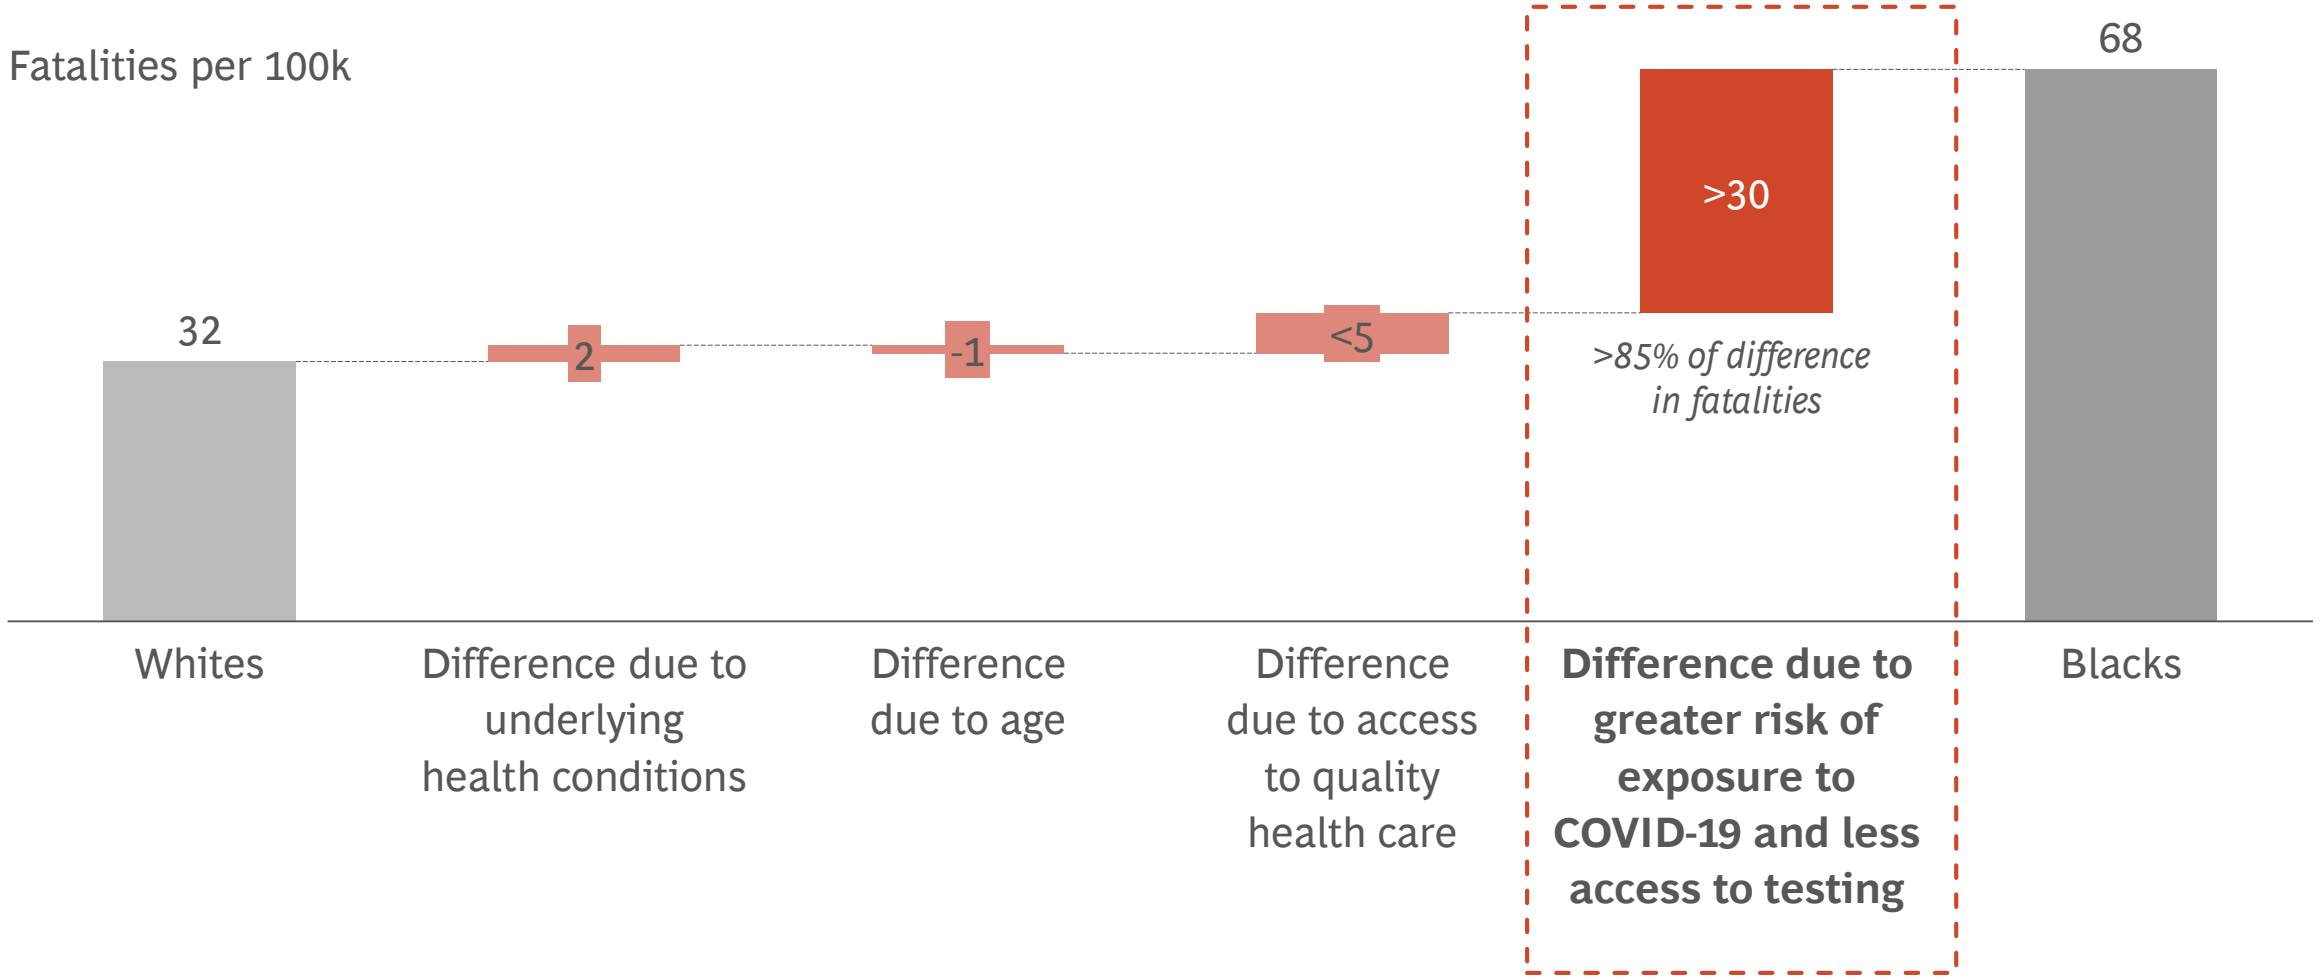 Fatalities per 100k
32
2
-1
<5
>30
>85% of difference
in fatalities
68
Whites
Difference due to
underlying
health conditions
Difference
due to age
Difference
due to access
to quality
health care
Difference due to
greater risk of
exposure to
COVID-19 and less
access to testing
Blacks